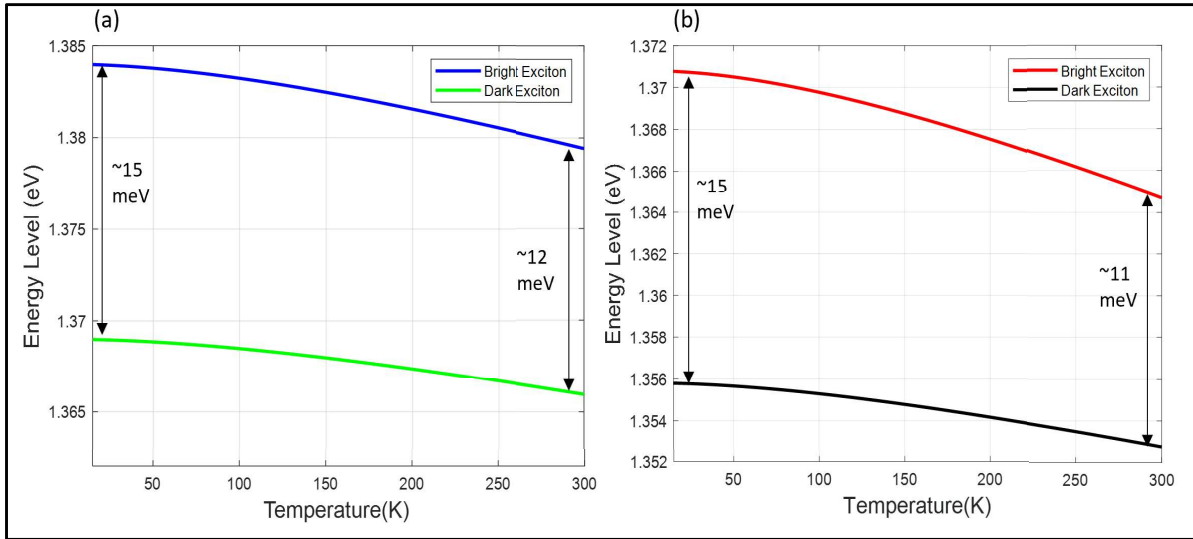 (a)
Energy Level (eV)
1.385
1.38
1.375
1.37
1.365
50
100
150
200
250
300
Temperature(K)
Bright Exciton
Dark Exciton
~15
meV
~12
meV
(b)
Energy Level (eV)
1.372
1.37
1.368
1.366
1.364
1.362
1.36
1.358
1.356
1.354
1.352
50
100
150
200
250
300
Temperature(K)
Bright Exciton
Dark Exciton
~15
meV
~11
meV